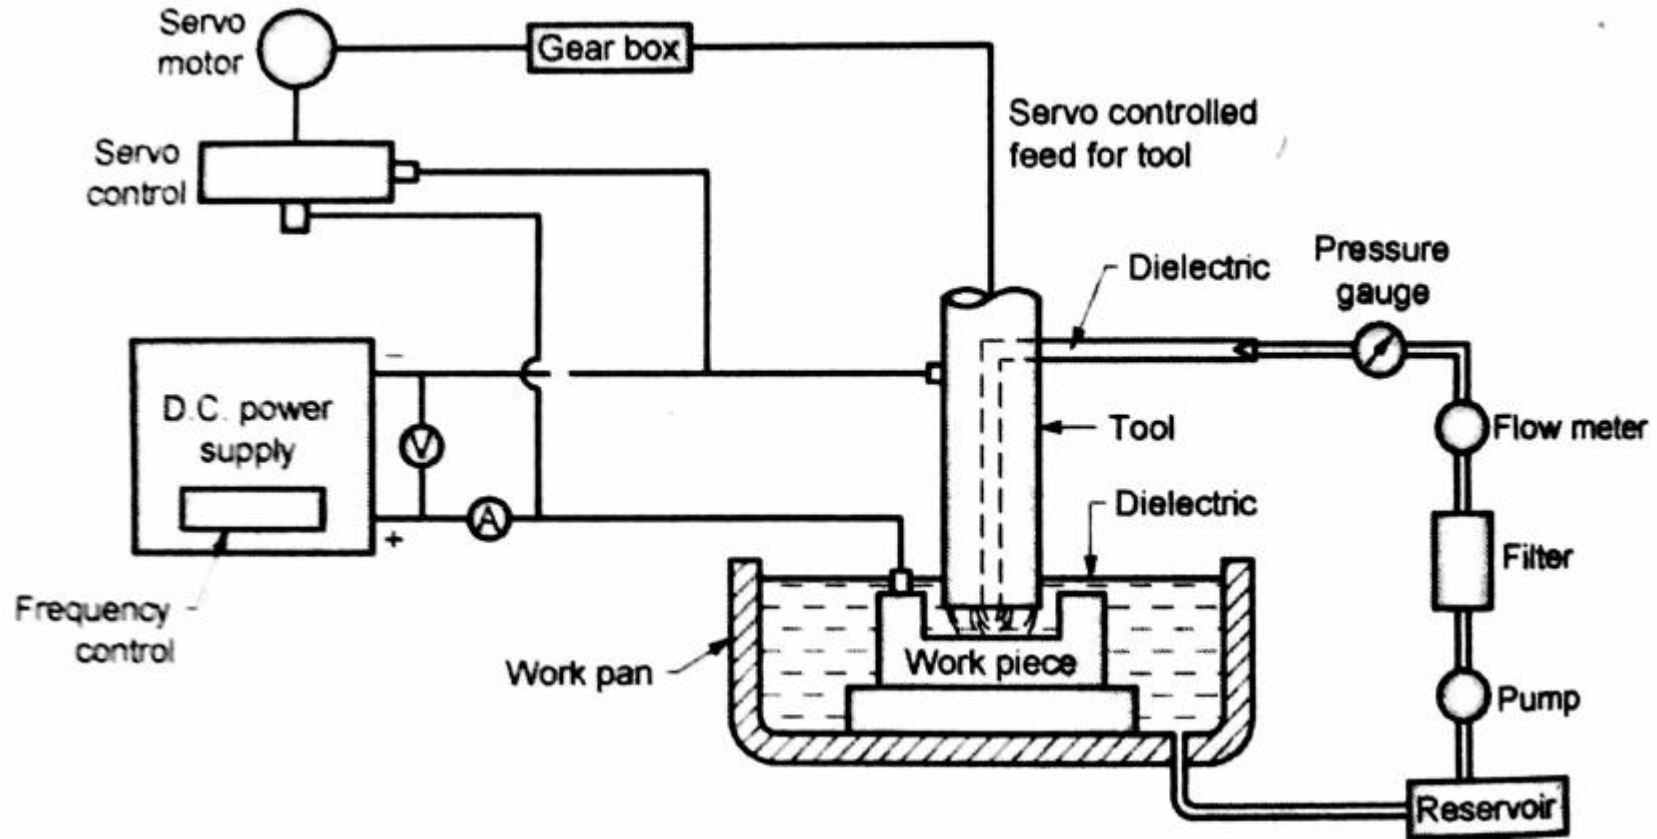 Servo
motor
Gear box
Servo controlled
feed for tool
Servo
control
Pressure
gauge
Dielectric
D.C. power
supply
−
V
Tool
Flow meter
Dielectric
+
A
Filter
Frequency
control
Work pan
Work piece
Pump
Reservoir